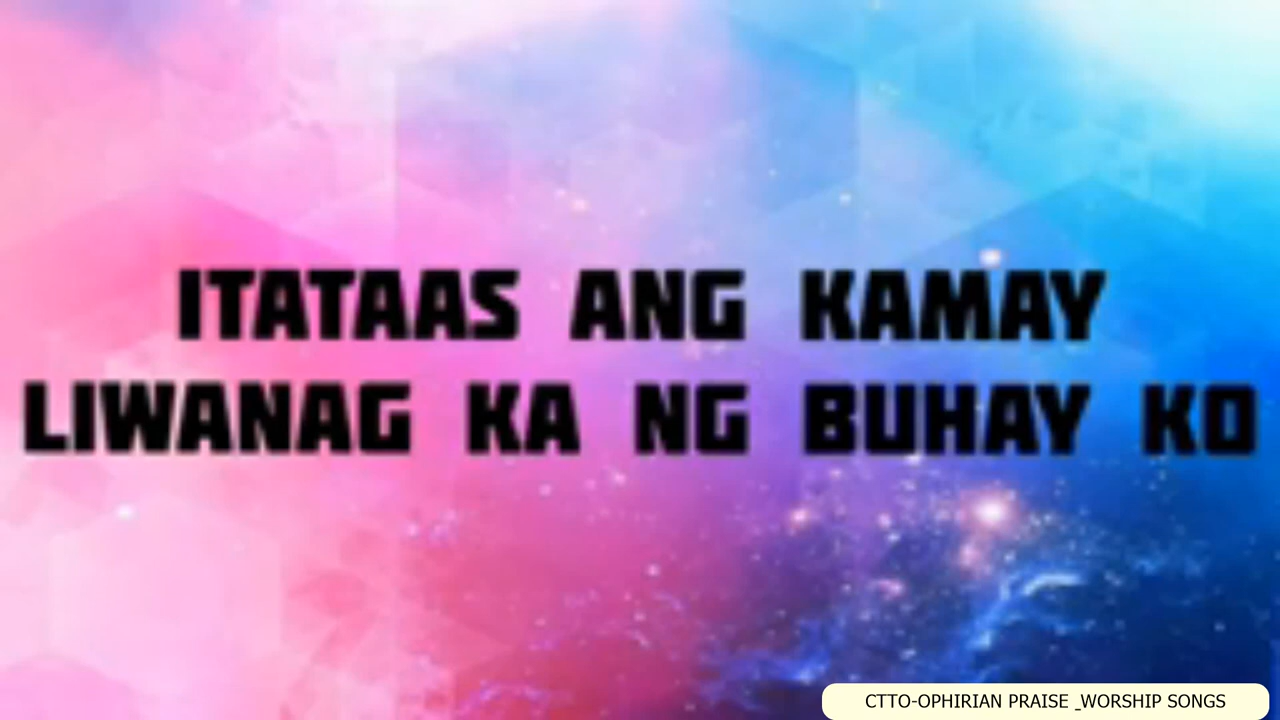 ITATAAS ANG KAMAY
LIWANAG KA NG BUHAY KO
CTTO-OPHIRIAN PRAISE _WORSHIP SONGS